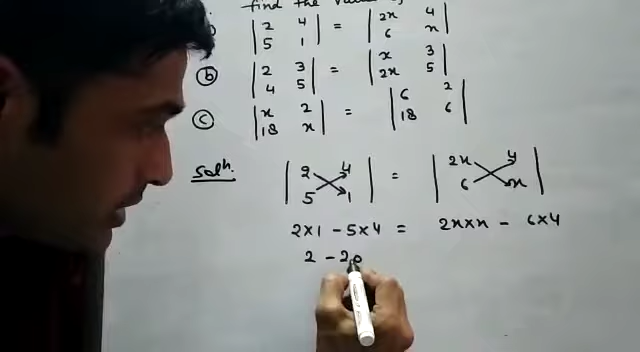 find the value
| 2 4 | = | 2x 4 |
| 5 1 | | 6 x |
(b) | 2 3 | = | x 3 |
| 4 5 | | 2x 5 |
(c) | x 2 | = | 6 2 |
| 18 x | | 18 6 |
Solⁿ. | 2 4 | = | 2x 4 |
| 5 1 | | 6 x |
2×1 - 5×4 = 2x×x - 6×4
2 - 20